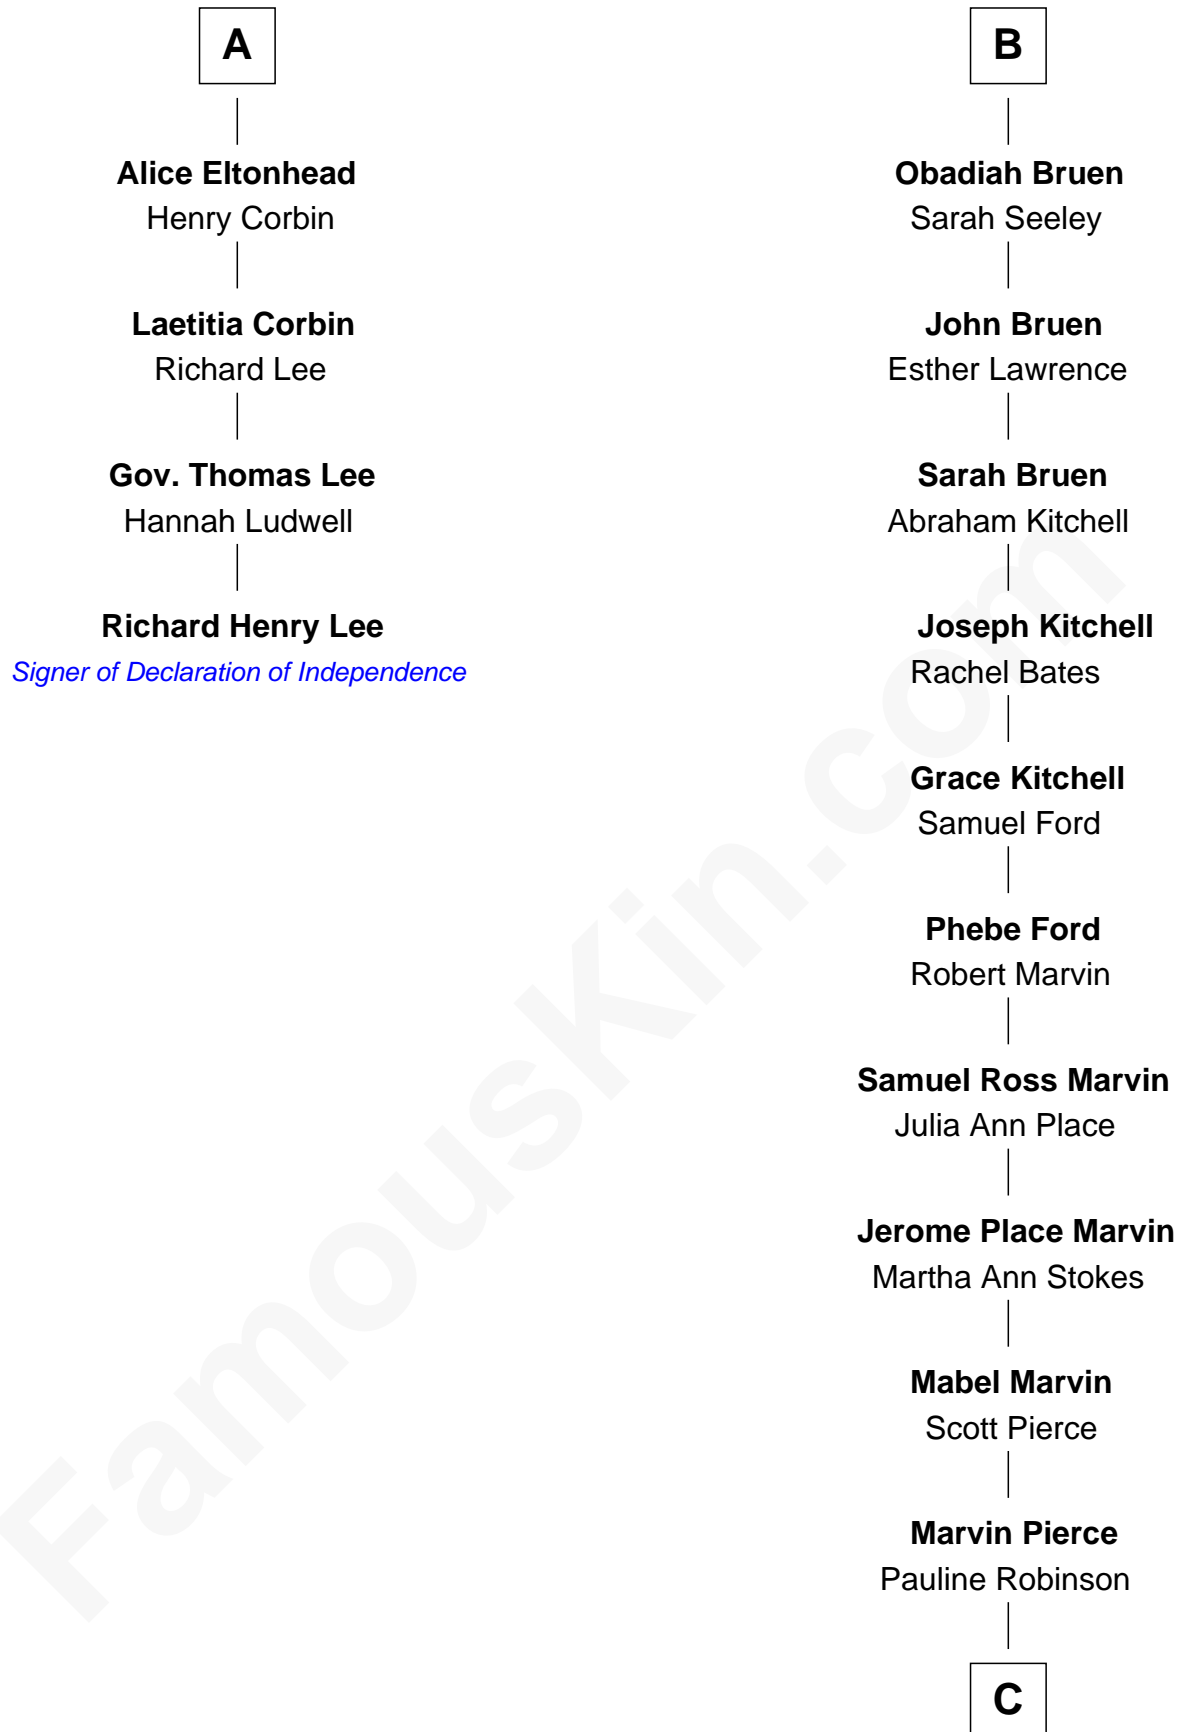 A
Alice Eltonhead
Henry Corbin
Laetitia Corbin
Richard Lee
Gov. Thomas Lee
Hannah Ludwell
Richard Henry Lee
Signer of Declaration of Independence
B
Obadiah Bruen
Sarah Seeley
John Bruen
Esther Lawrence
Sarah Bruen
Abraham Kitchell
Joseph Kitchell
Rachel Bates
Grace Kitchell
Samuel Ford
Phebe Ford
Robert Marvin
Samuel Ross Marvin
Julia Ann Place
Jerome Place Marvin
Martha Ann Stokes
Mabel Marvin
Scott Pierce
Marvin Pierce
Pauline Robinson
C
FamousKin.com